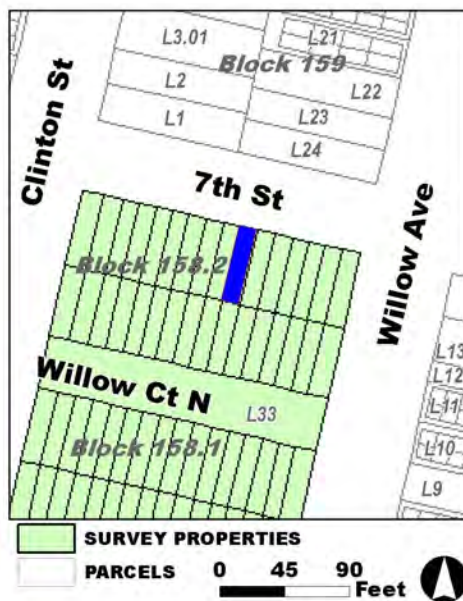 L3.01
L21
Block 159
L2
L22
L1
L23
L24
Clinton St
7th St
Willow Ave
Block 158.2
Willow Ct N
L33
Block 158.1
L13
L12
L11
L10
L9
SURVEY PROPERTIES
PARCELS
0 45 90
Feet